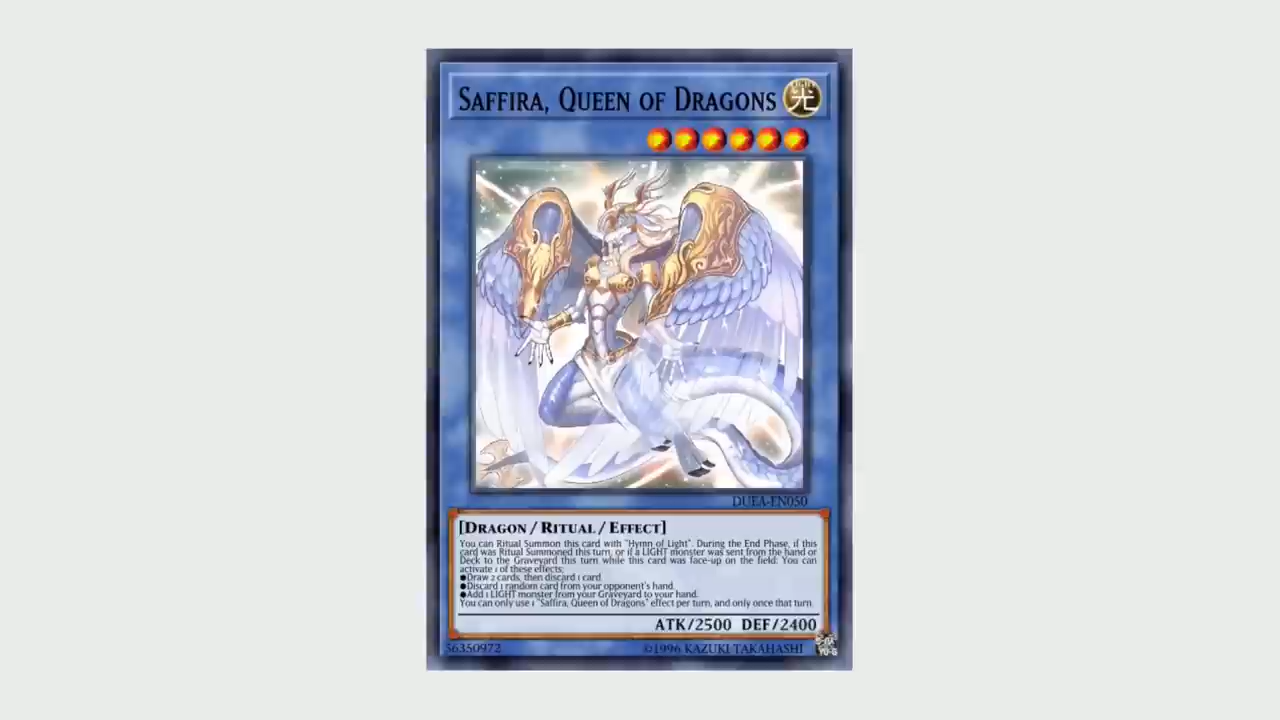 Saffira, Queen of Dragons
LIGHT
光
DUEA-EN050
[Dragon / Ritual / Effect]
You can Ritual Summon this card with "Hymn of Light". During the End Phase, if this
card was Ritual Summoned this turn, or if a LIGHT monster was sent from the hand or
Deck to the Graveyard this turn while this card was face-up on the field: You can
activate 1 of these effects;
●Draw 2 cards, then discard 1 card.
●Discard 1 random card from your opponent's hand.
●Add 1 LIGHT monster from your Graveyard to your hand.
You can only use 1 "Saffira, Queen of Dragons" effect per turn, and only once that turn.
ATK/2500 DEF/2400
56350972
©1996 KAZUKI TAKAHASHI